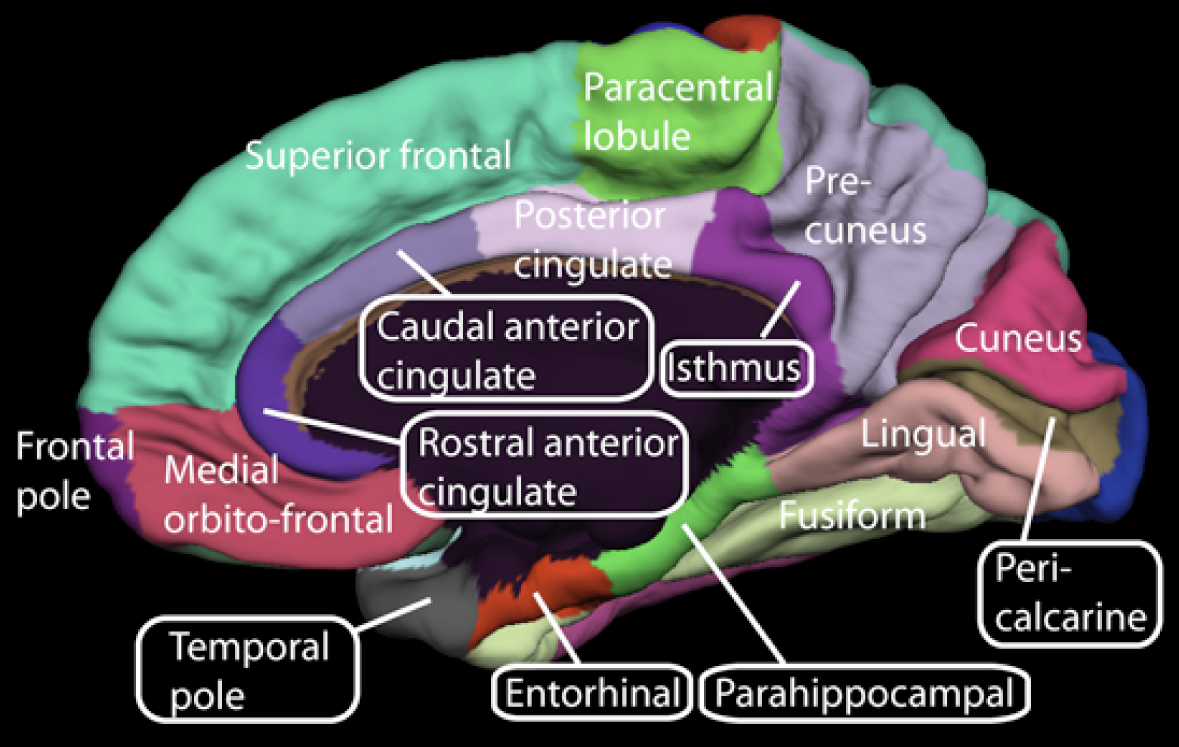 Paracentral
lobule
Superior frontal
Pre-
cuneus
Posterior
cingulate
Caudal anterior
cingulate
Isthmus
Cuneus
Rostral anterior
cingulate
Lingual
Frontal
pole
Medial
orbito-frontal
Fusiform
Peri-
calcarine
Temporal
pole
Entorhinal
Parahippocampal